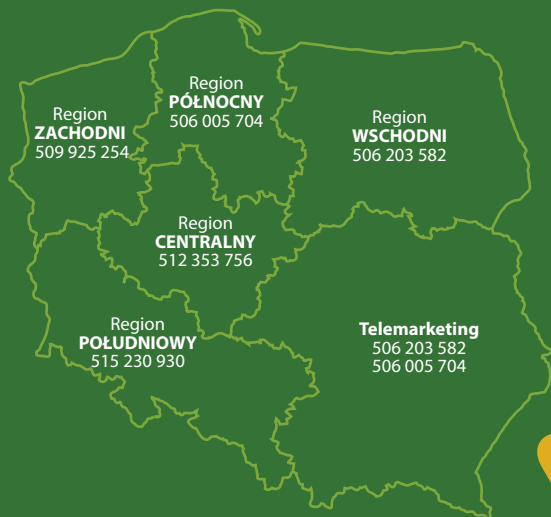 Region
PÓŁNOCNY
506 005 704
Region
ZACHODNI
509 925 254
Region
WSCHODNI
506 203 582
Region
CENTRALNY
512 353 756
Region
POŁUDNIOWY
515 230 930
Telemarketing
506 203 582
506 005 704